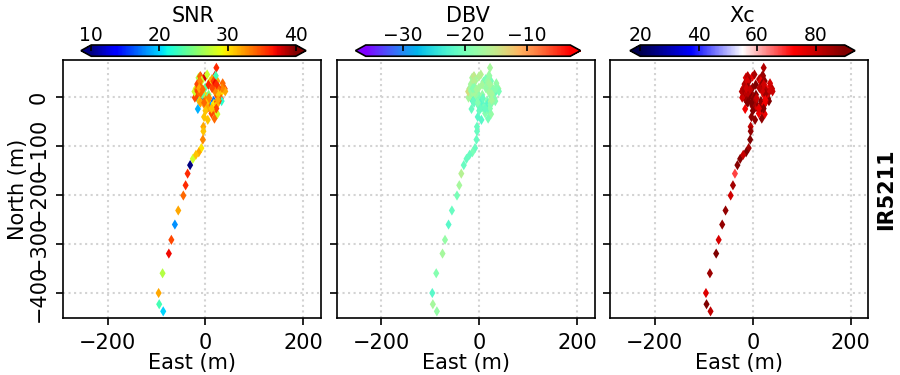 SNR DBV Xc
10 20 30 40 −30 −20 −10 20 40 60 80
North (m)
0
−100
−200
−300
−400
IR5211
−200 0 200 −200 0 200 −200 0 200
East (m) East (m) East (m)